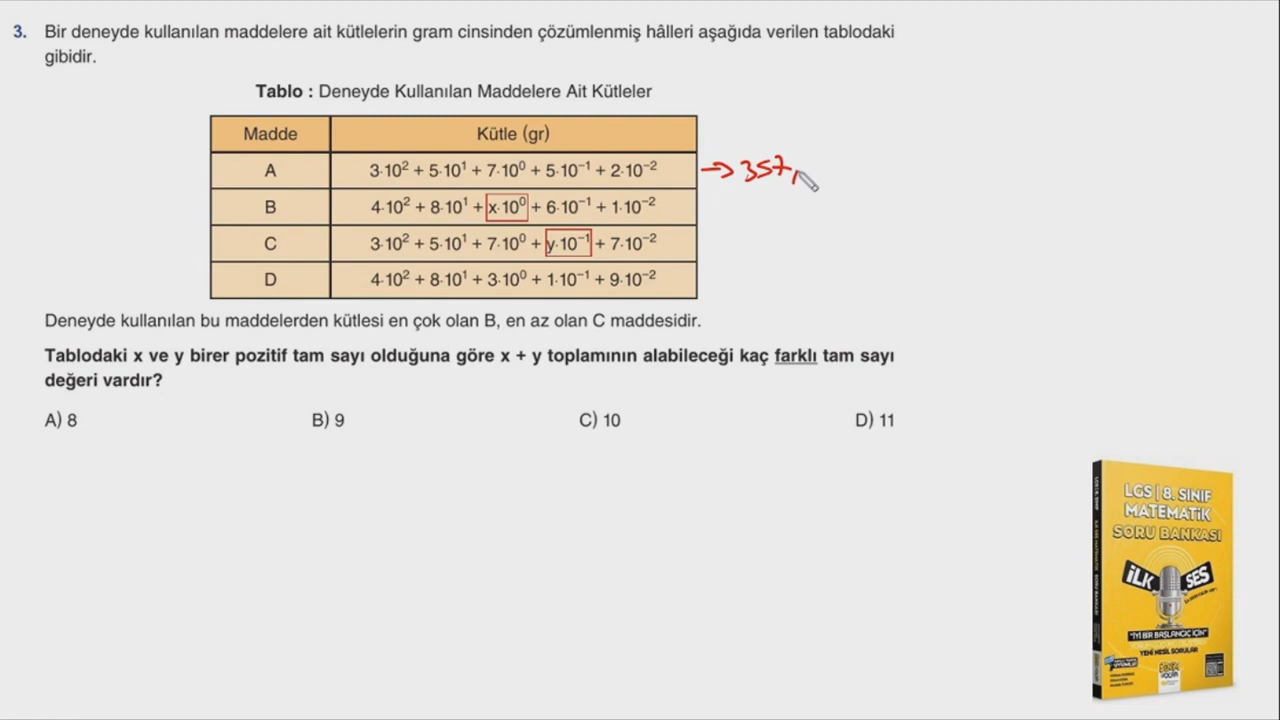 3. Bir deneyde kullanılan maddelere ait kütlelerin gram cinsinden çözümlenmiş hâlleri aşağıda verilen tablodaki
gibidir.
Tablo : Deneyde Kullanılan Maddelere Ait Kütleler
Madde Kütle (gr)
A 3·10² + 5·10¹ + 7·10⁰ + 5·10⁻¹ + 2·10⁻² → 357,
B 4·10² + 8·10¹ + x·10⁰ + 6·10⁻¹ + 1·10⁻²
C 3·10² + 5·10¹ + 7·10⁰ + y·10⁻¹ + 7·10⁻²
D 4·10² + 8·10¹ + 3·10⁰ + 1·10⁻¹ + 9·10⁻²
Deneyde kullanılan bu maddelerden kütlesi en çok olan B, en az olan C maddesidir.
Tablodaki x ve y birer pozitif tam sayı olduğuna göre x + y toplamının alabileceği kaç farklı tam sayı
değeri vardır?
A) 8 B) 9 C) 10 D) 11
LGS | 8. SINIF
MATEMATİK
SORU BANKASI
İLK SES
"İYİ BİR BAŞLANGIÇ İÇİN"
YENİ NESİL SORULAR